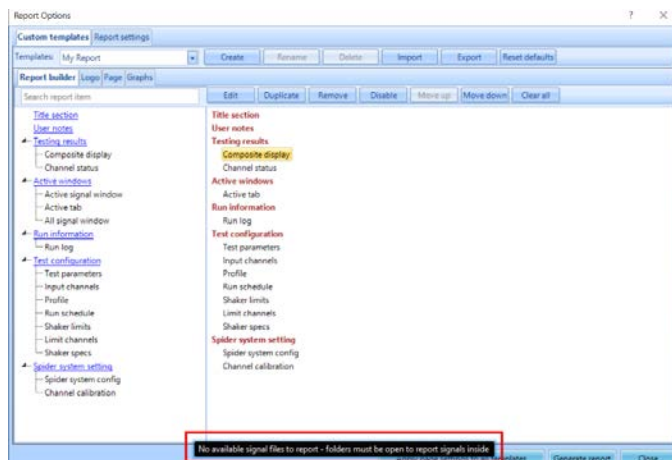 Report Options
? ×
Custom templates Report settings
Templates: My Report Create Rename Delete Import Export Reset defaults
Report builder Logo Page Graphs
Search report item Edit Duplicate Remove Disable Move up Move down Clear all
Title section
User notes
Testing results
Composite display
Channel status
Active windows
Active signal window
Active tab
All signal window
Run information
Run log
Test configuration
Test parameters
Input channels
Profile
Run schedule
Shaker limits
Limit channels
Shaker specs
Spider system setting
Spider system config
Channel calibration
Title section
User notes
Testing results
Composite display
Channel status
Active windows
Active tab
Run information
Run log
Test configuration
Test parameters
Input channels
Profile
Run schedule
Shaker limits
Limit channels
Shaker specs
Spider system setting
Spider system config
Channel calibration
No available signal files to report - folders must be open to report signals inside
Generate report Close